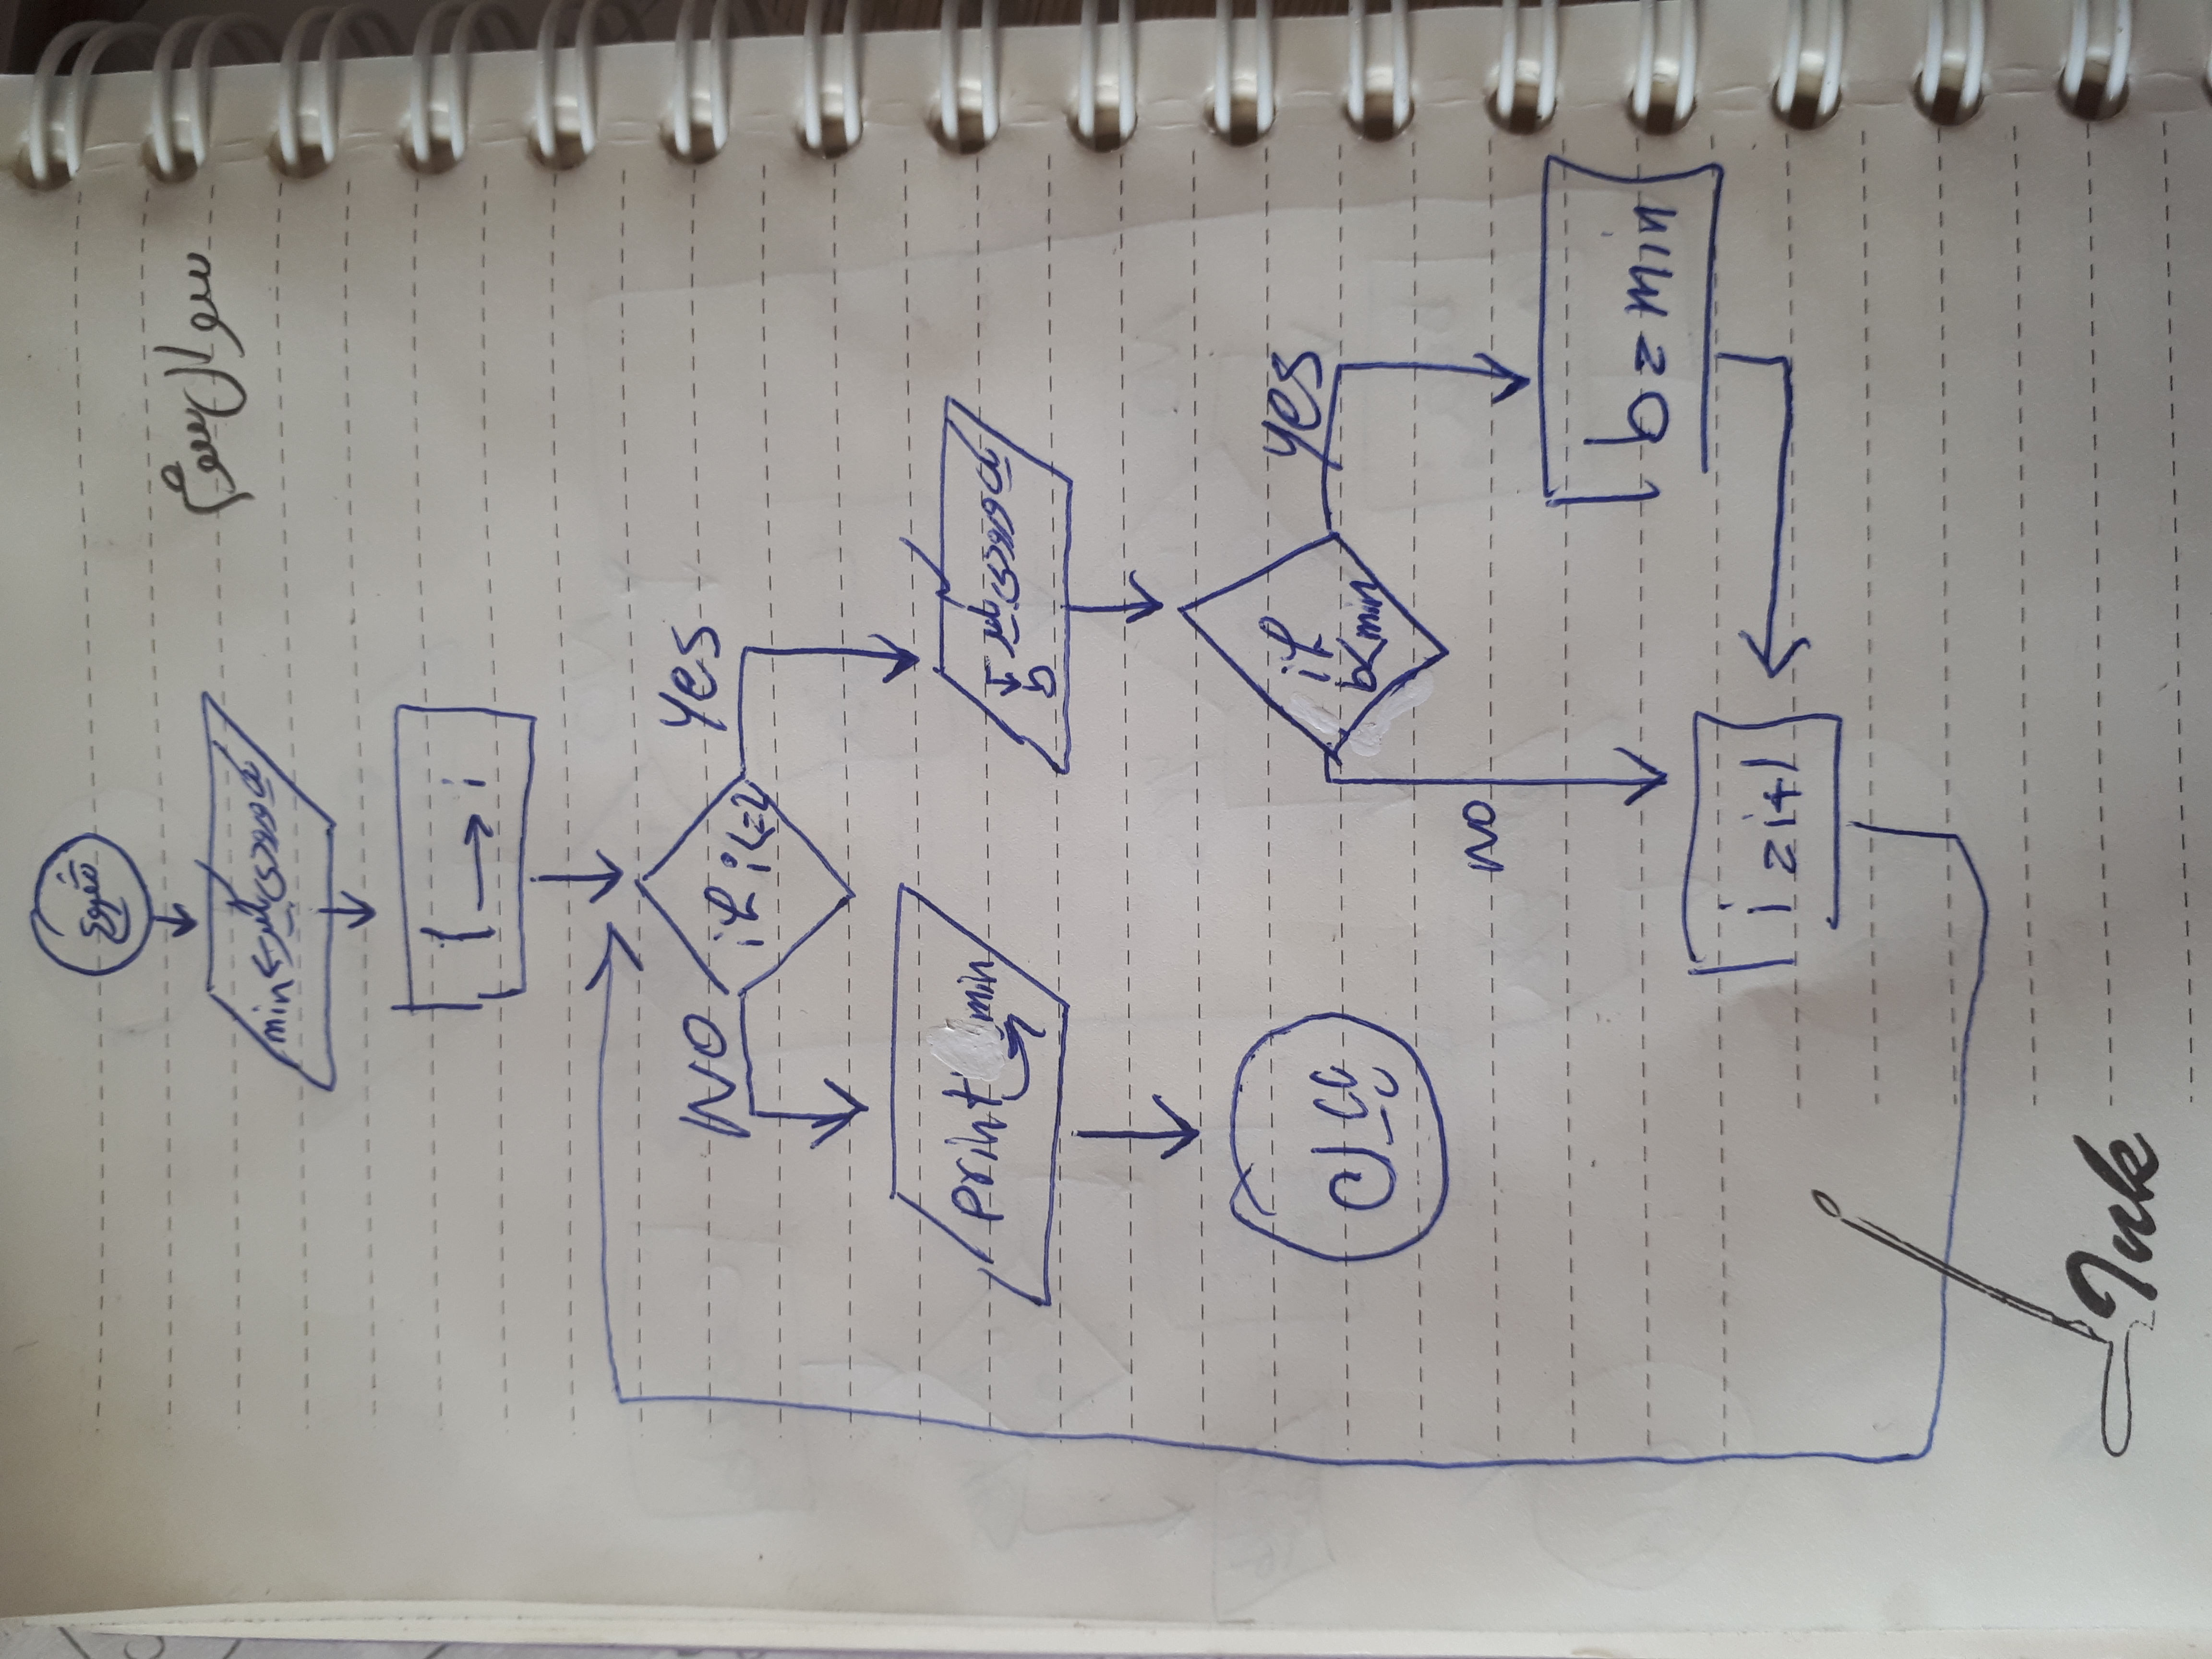 شروع
سوال سوم
یک ورودی بگیر → min
1 → i
NO
Yes
if i<=2
print min
یک ورودی بگیر
b
پایان
if
b<min
yes
NO
b=min
i=i+1
Ink